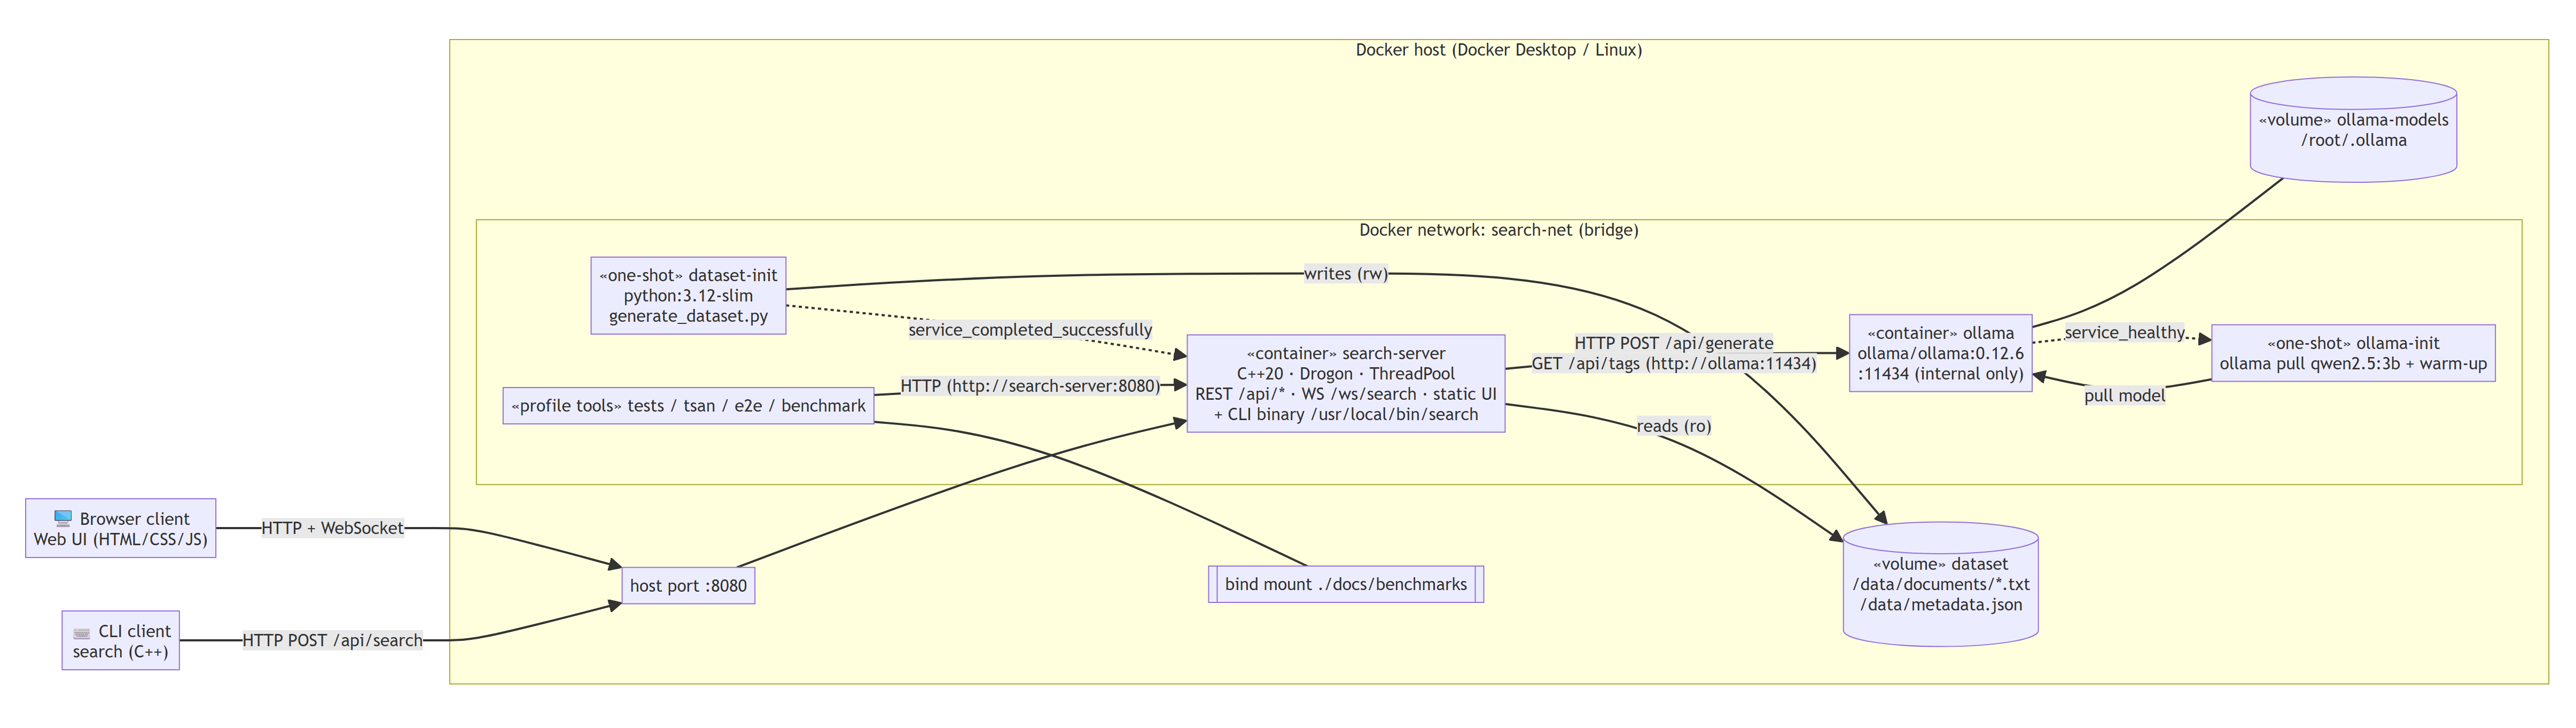 Docker host (Docker Desktop / Linux)
«volume» ollama-models
/root/.ollama
Docker network: search-net (bridge)
«one-shot» dataset-init
python:3.12-slim
generate_dataset.py
writes (rw)
service_completed_successfully
«profile tools» tests / tsan / e2e / benchmark
HTTP (http://search-server:8080)
«container» search-server
C++20 · Drogon · ThreadPool
REST /api/* · WS /ws/search · static UI
+ CLI binary /usr/local/bin/search
HTTP POST /api/generate
GET /api/tags (http://ollama:11434)
reads (ro)
«container» ollama
ollama/ollama:0.12.6
:11434 (internal only)
service_healthy
pull model
«one-shot» ollama-init
ollama pull qwen2.5:3b + warm-up
Browser client
Web UI (HTML/CSS/JS)
HTTP + WebSocket
CLI client
search (C++)
HTTP POST /api/search
host port :8080
bind mount ./docs/benchmarks
«volume» dataset
/data/documents/*.txt
/data/metadata.json